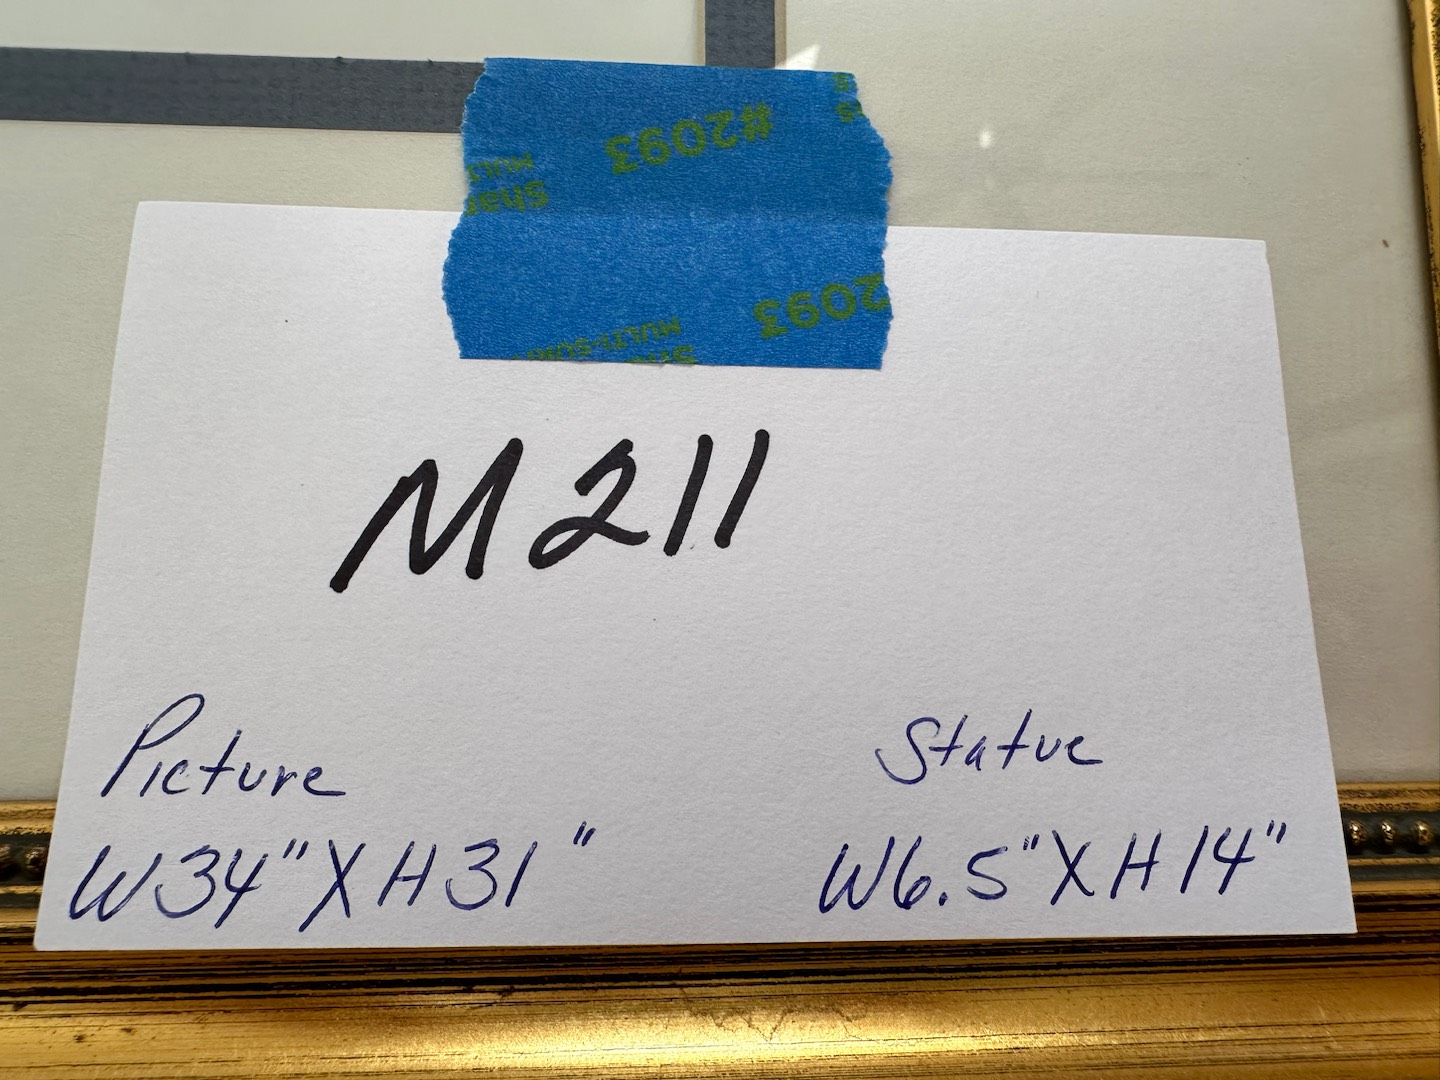 #2093
2093
M211
Picture
Statue
W34" X H31"
W6.5" X H14"